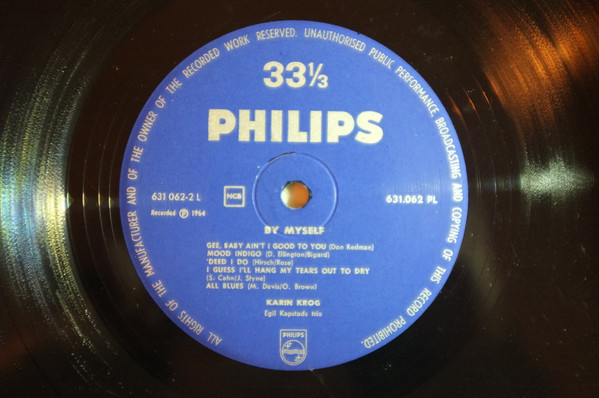 ALL RIGHTS OF THE MANUFACTURER AND OF THE OWNER OF THE RECORDED WORK RESERVED. UNAUTHORISED PUBLIC PERFORMANCE, BROADCASTING AND COPYING OF THIS RECORD PROHIBITED.
33⅓
PHILIPS
631 062-2 L
NCB
631.062 PL
Recorded Ⓟ 1964
BY MYSELF
GEE, BABY AIN'T I GOOD TO YOU (Don Redman)
MOOD INDIGO (D. Ellington/Bigard)
'DEED I DO (Hirsch/Rose)
I GUESS I'LL HANG MY TEARS OUT TO DRY
(S. Cahn/J. Styne)
ALL BLUES (M. Davis/O. Brown)
KARIN KROG
Egil Kapstads trio
PHILIPS